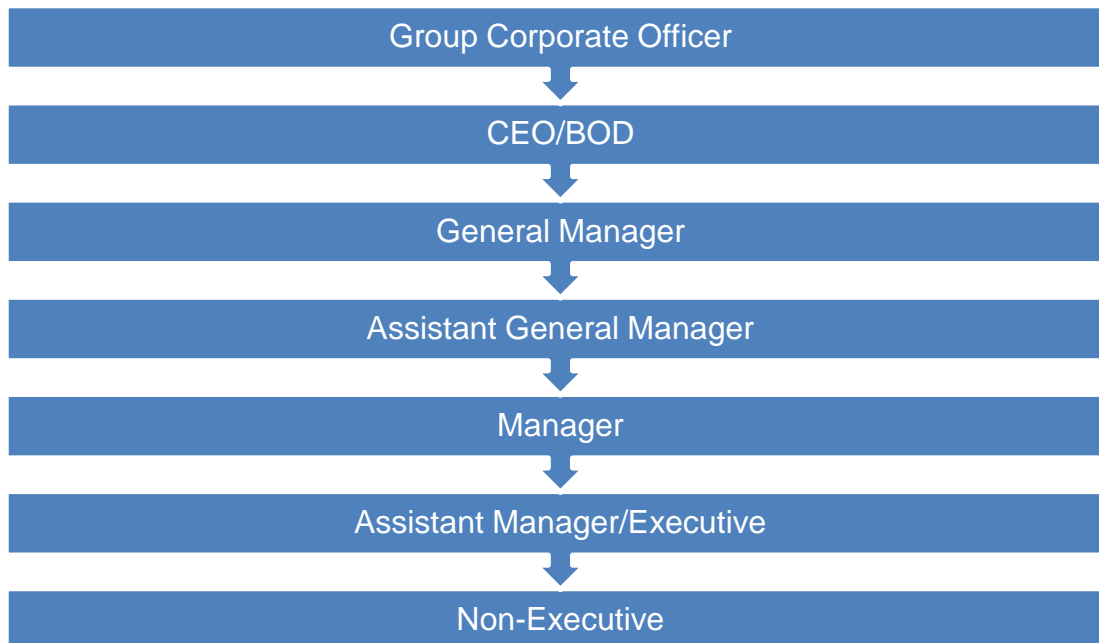 Group Corporate Officer
CEO/BOD
General Manager
Assistant General Manager
Manager
Assistant Manager/Executive
Non-Executive